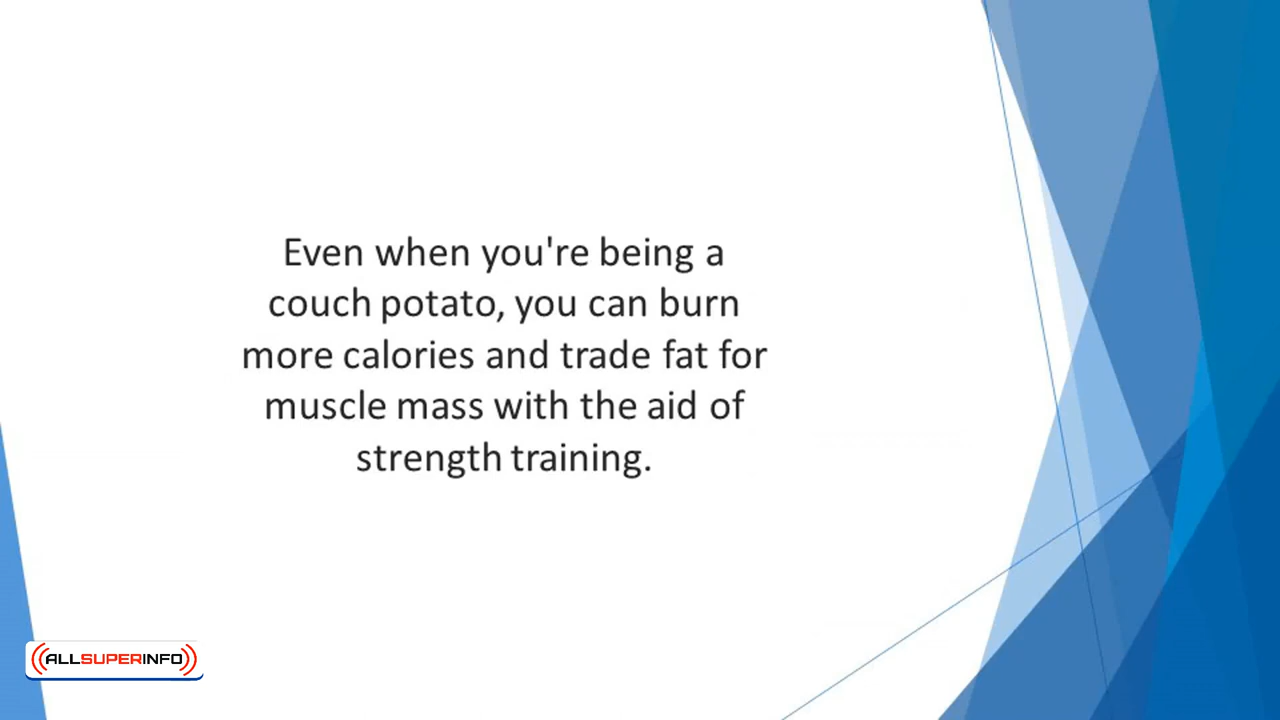 Even when you're being a
couch potato, you can burn
more calories and trade fat for
muscle mass with the aid of
strength training.
ALLSUPERINFO